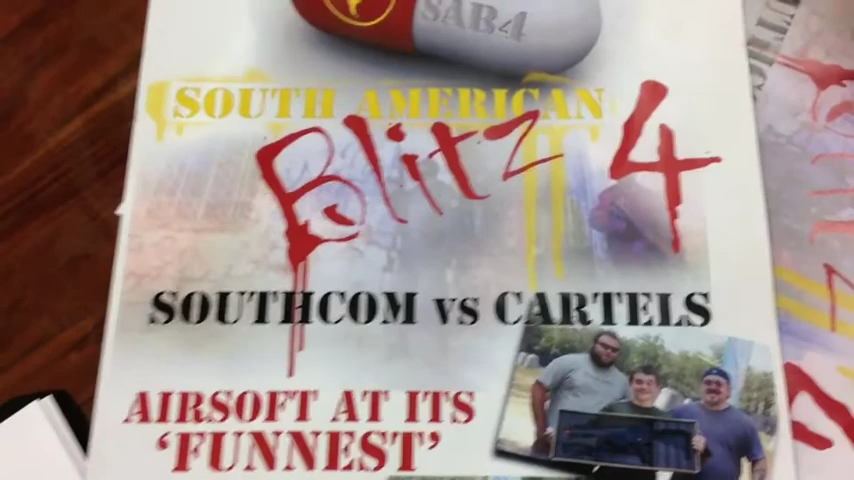 SAB4
SOUTH AMERICAN
Blitz 4
SOUTHCOM VS CARTELS
AIRSOFT AT ITS
'FUNNEST'